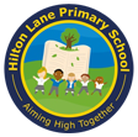 Hilton Lane Primary School
Aiming High Together